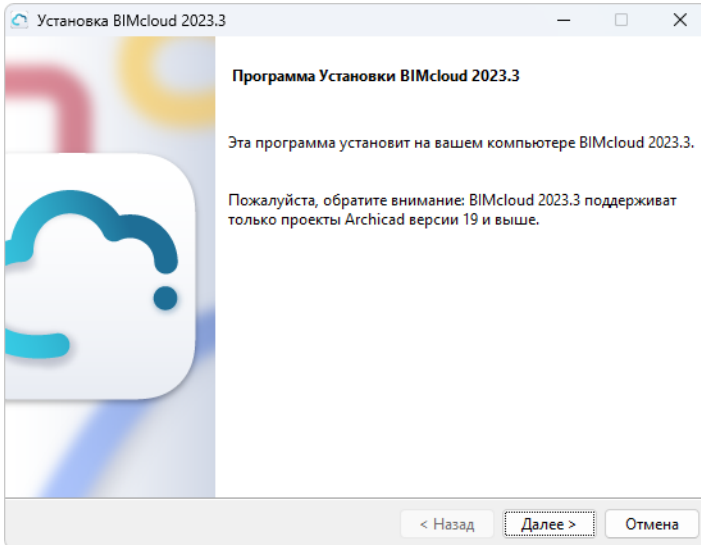 Установка BIMcloud 2023.3
Программа Установки BIMcloud 2023.3
Эта программа установит на вашем компьютере BIMcloud 2023.3.
Пожалуйста, обратите внимание: BIMcloud 2023.3 поддерживат
только проекты Archicad версии 19 и выше.
< Назад
Далее >
Отмена